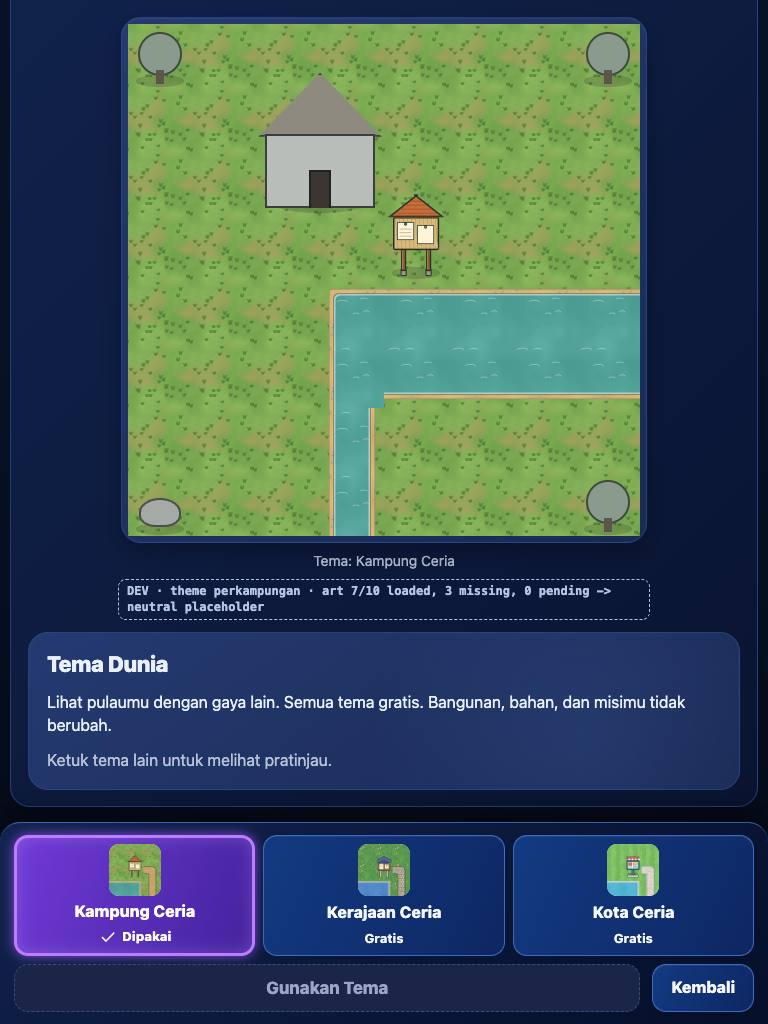 Tema: Kampung Ceria
DEV · theme perkampungan · art 7/10 loaded, 3 missing, 0 pending —>
neutral placeholder
Tema Dunia
Lihat pulaumu dengan gaya lain. Semua tema gratis. Bangunan, bahan, dan misimu tidak
berubah.
Ketuk tema lain untuk melihat pratinjau.
Kampung Ceria
Dipakai
Kerajaan Ceria
Gratis
Kota Ceria
Gratis
Gunakan Tema
Kembali